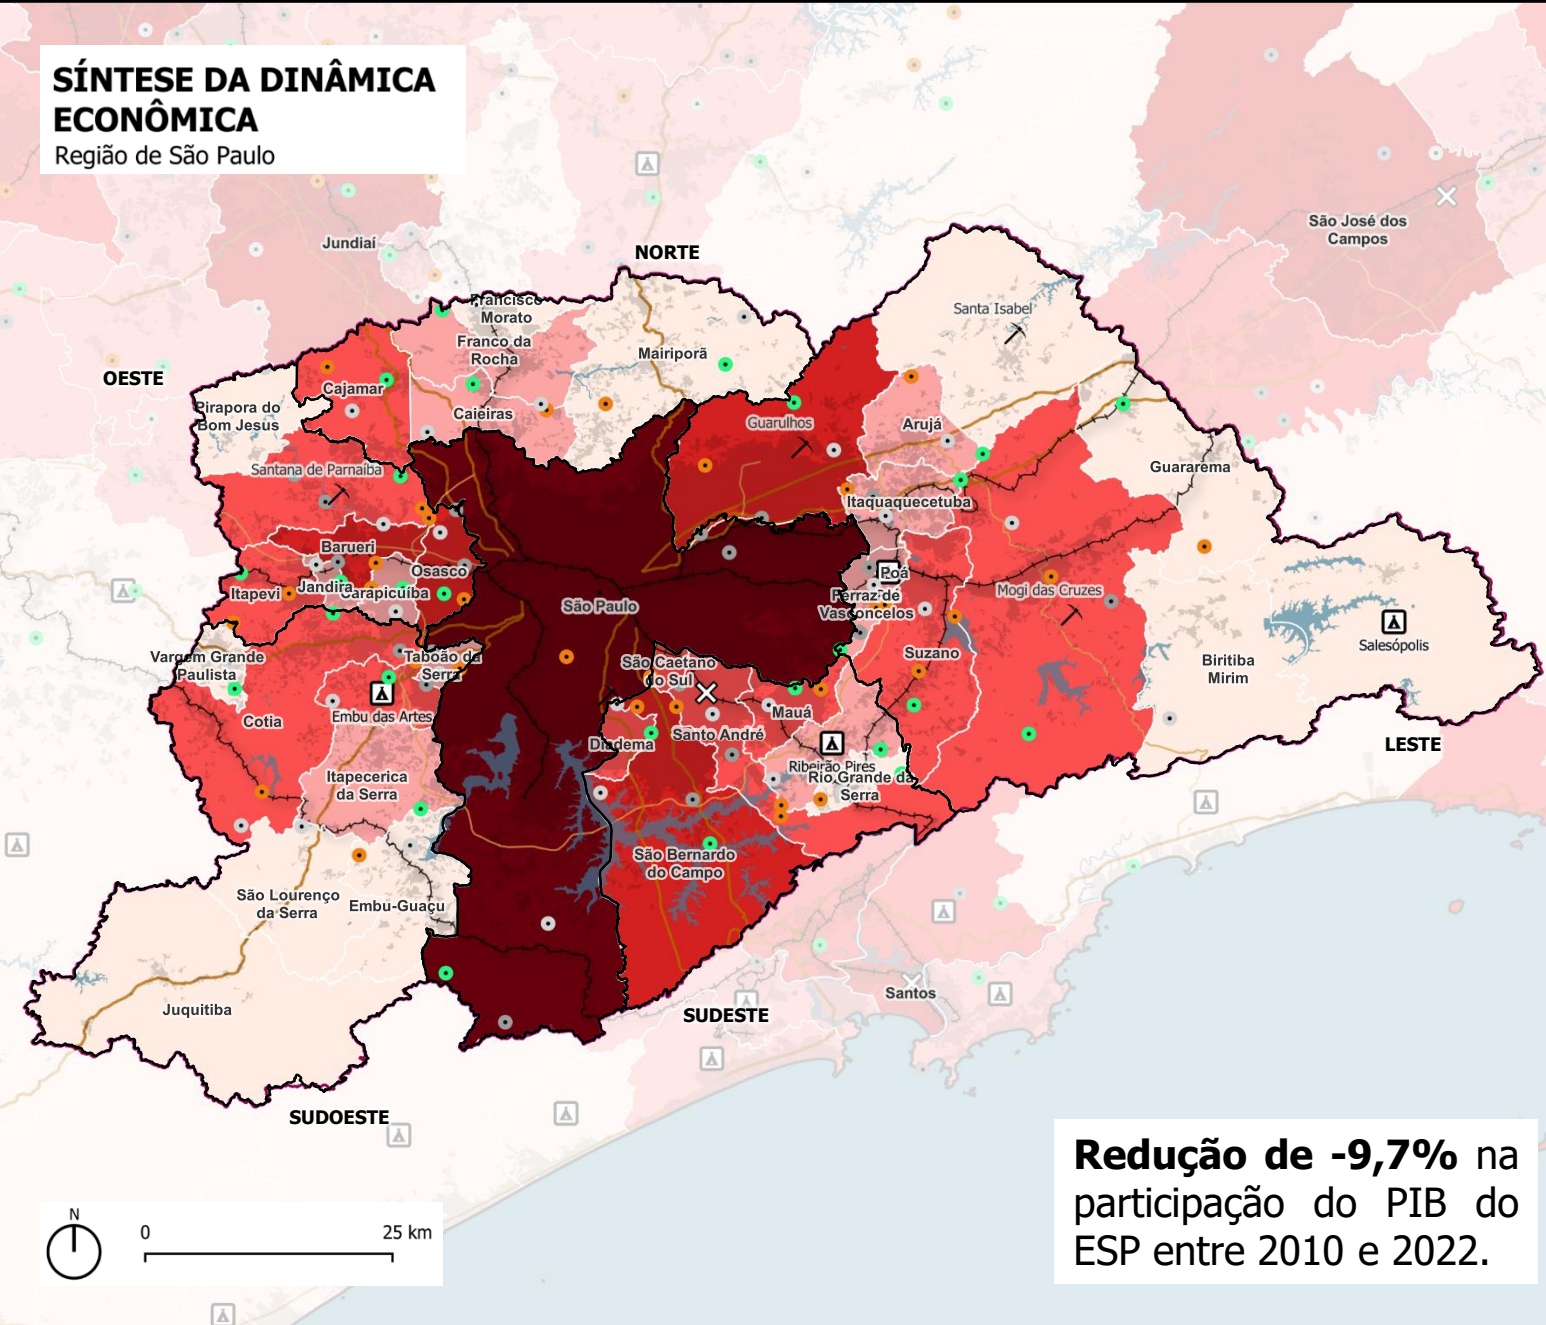 SÍNTESE DA DINÂMICA
ECONÔMICA
Região de São Paulo
São José dos
Campos
Jundiaí
NORTE
Francisco
Morato
Santa Isabel
Franco da
Rocha
Mairiporã
OESTE
Cajamar
Pirapora do
Bom Jesus
Caieiras
Guarulhos
Arujá
Santana de Parnaíba
Guararema
Itaquaquecetuba
Barueri
Osasco
Poá
Itapevi
Jandira
Carapicuíba
Ferraz de
Vasconcelos
Mogi das Cruzes
São Paulo
Salesópolis
Vargem Grande
Paulista
Taboão da
Serra
São Caetano
do Sul
Suzano
Biritiba
Mirim
Embu das Artes
Cotia
Mauá
Diadema
Santo André
LESTE
Ribeirão Pires
Rio Grande da
Serra
Itapecerica
da Serra
São Bernardo
do Campo
São Lourenço
da Serra
Embu-Guaçu
Santos
Juquitiba
SUDESTE
SUDOESTE
Redução de -9,7% na
participação do PIB do
ESP entre 2010 e 2022.
N
0
25 km